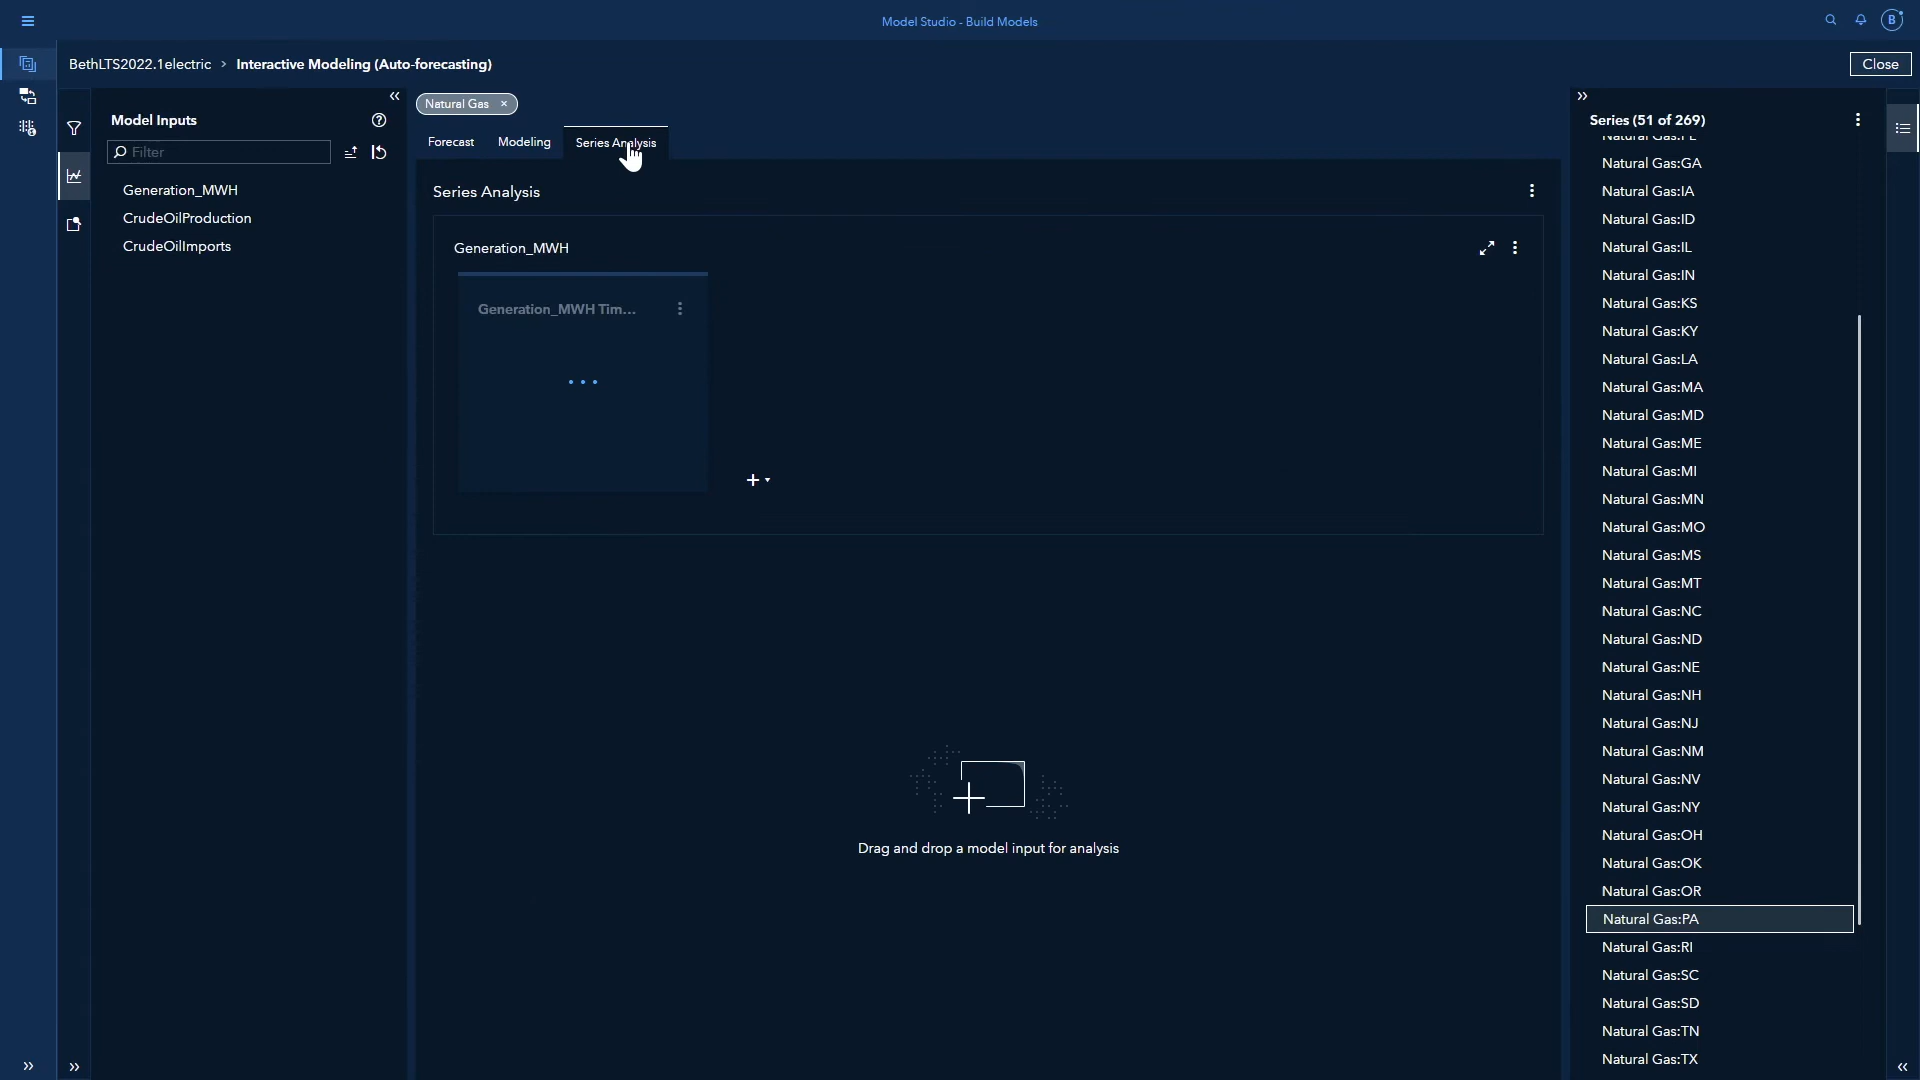 Model Studio - Build Models
B
BethLTS2022.1electric > Interactive Modeling (Auto-forecasting)
Close
Model Inputs
Filter
Generation_MWH
CrudeOilProduction
CrudeOilImports
Natural Gas ×
Forecast Modeling Series Analysis
Series Analysis
Generation_MWH
Generation_MWH Tim...
Drag and drop a model input for analysis
Series (51 of 269)
Natural Gas:GA
Natural Gas:IA
Natural Gas:ID
Natural Gas:IL
Natural Gas:IN
Natural Gas:KS
Natural Gas:KY
Natural Gas:LA
Natural Gas:MA
Natural Gas:MD
Natural Gas:ME
Natural Gas:MI
Natural Gas:MN
Natural Gas:MO
Natural Gas:MS
Natural Gas:MT
Natural Gas:NC
Natural Gas:ND
Natural Gas:NE
Natural Gas:NH
Natural Gas:NJ
Natural Gas:NM
Natural Gas:NV
Natural Gas:NY
Natural Gas:OH
Natural Gas:OK
Natural Gas:OR
Natural Gas:PA
Natural Gas:RI
Natural Gas:SC
Natural Gas:SD
Natural Gas:TN
Natural Gas:TX